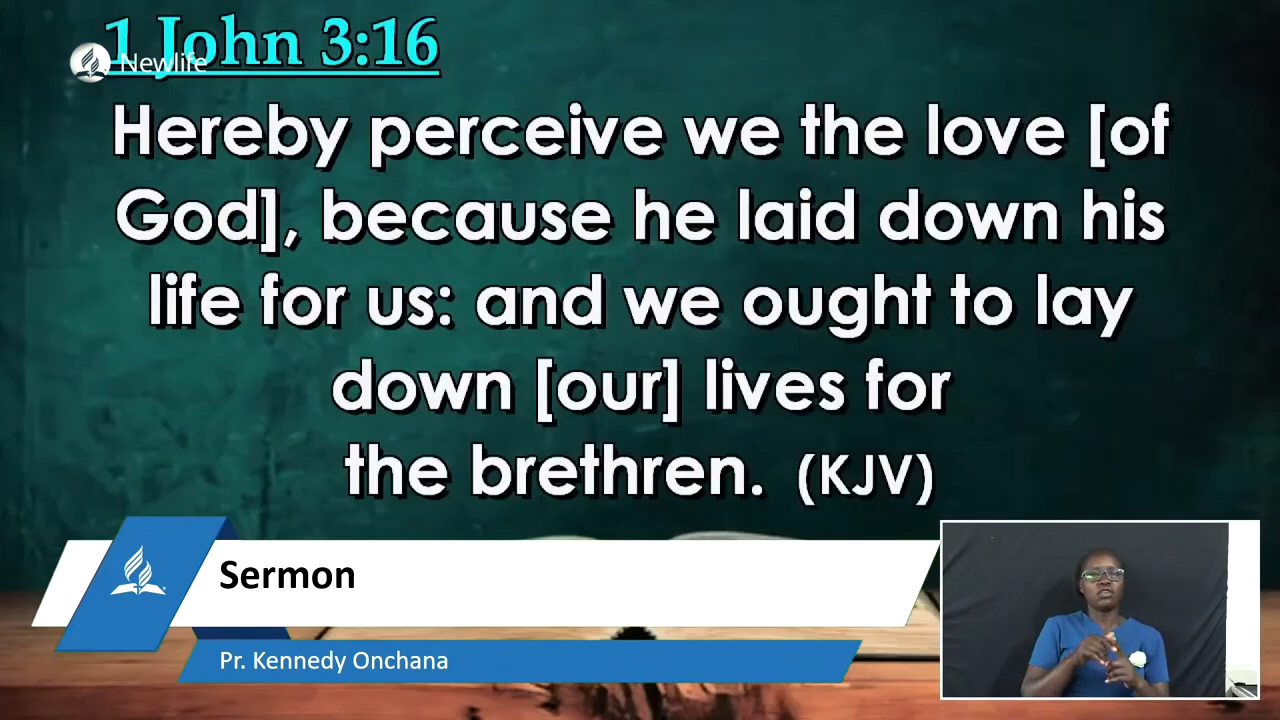 1 John 3:16
Newlife
Hereby perceive we the love [of
God], because he laid down his
life for us: and we ought to lay
down [our] lives for
the brethren. (KJV)
Sermon
Pr. Kennedy Onchana